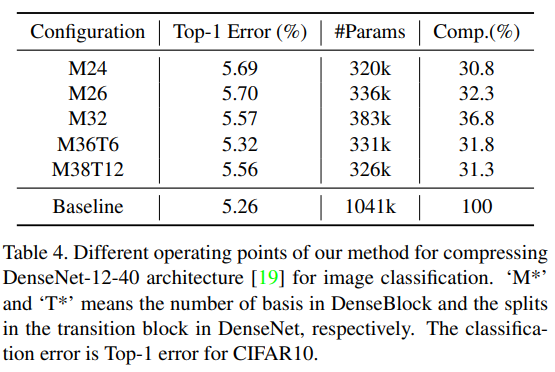 Configuration Top-1 Error (%) #Params Comp.(%)
M24 5.69 320k 30.8
M26 5.70 336k 32.3
M32 5.57 383k 36.8
M36T6 5.32 331k 31.8
M38T12 5.56 326k 31.3
Baseline 5.26 1041k 100
Table 4. Different operating points of our method for compressing
DenseNet-12-40 architecture [19] for image classification. ‘M*’
and ‘T*’ means the number of basis in DenseBlock and the splits
in the transition block in DenseNet, respectively. The classifica-
tion error is Top-1 error for CIFAR10.